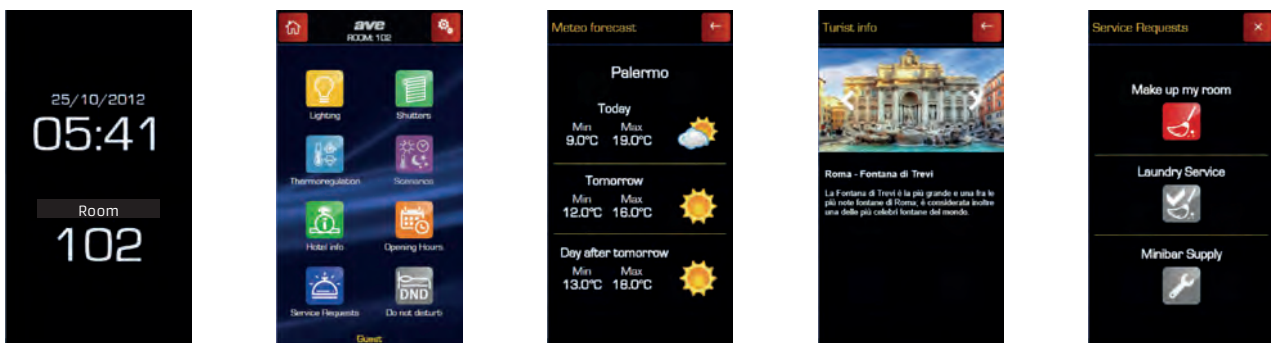 25/10/2012
05:41
Room
102
ave
ROOM: 102
Lighting
Shutters
Thermoregulation
Scenarios
Hotel info
Opening Hours
Service Requests
DND
Do not disturb
Guest
Meteo forecast
Palermo
Today
Min Max
9.0°C 19.0°C
Tomorrow
Min Max
12.0°C 16.0°C
Day after tomorrow
Min Max
13.0°C 18.0°C
Turist info
Roma - Fontana di Trevi
La Fontana di Trevi è la più grande e una fra le
più note fontane di Roma; è considerata inoltre
una delle più celebri fontane del mondo.
Service Requests
Make up my room
Laundry Service
Minibar Supply